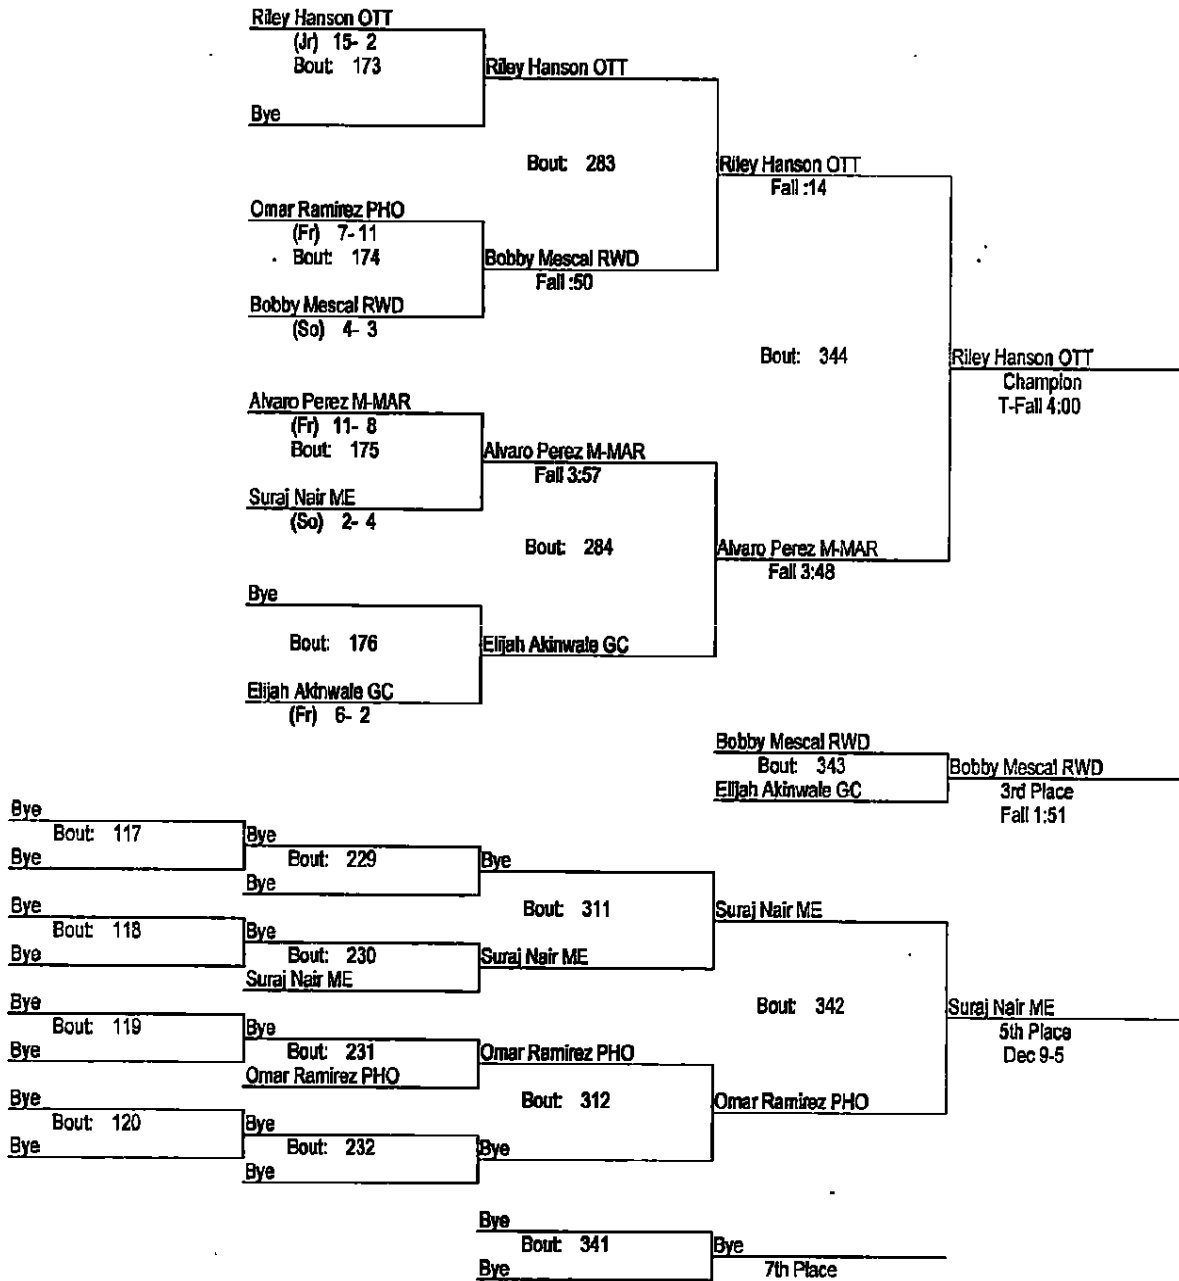 Riley Hanson OTT
(Jr) 15- 2
Bout: 173
Riley Hanson OTT
Bye
Bout: 283
Riley Hanson OTT
Fall :14
Omar Ramirez PHO
(Fr) 7- 11
Bout: 174
Bobby Mescal RWD
Fall :50
Bobby Mescal RWD
(So) 4- 3
Bout: 344
Riley Hanson OTT
Champion
T-Fall 4:00
Alvaro Perez M-MAR
(Fr) 11- 8
Bout: 175
Alvaro Perez M-MAR
Fall 3:57
Suraj Nair ME
(So) 2- 4
Bout: 284
Alvaro Perez M-MAR
Fall 3:48
Bye
Bout: 176
Elijah Akinwale GC
Elijah Akinwale GC
(Fr) 6- 2
Bobby Mescal RWD
Bout: 343
Elijah Akinwale GC
Bobby Mescal RWD
3rd Place
Fall 1:51
Bye
Bout: 117
Bye
Bye
Bout: 229
Bye
Bye
Bout: 311
Suraj Nair ME
Bye
Bout: 118
Bye
Bye
Bout: 230
Suraj Nair ME
Suraj Nair ME
Bout: 342
Suraj Nair ME
5th Place
Dec 9-5
Bye
Bout: 119
Bye
Bye
Bout: 231
Omar Ramirez PHO
Omar Ramirez PHO
Bout: 312
Omar Ramirez PHO
Bye
Bout: 120
Bye
Bye
Bout: 232
Bye
Bye
Bye
Bout: 341
Bye
Bye
7th Place